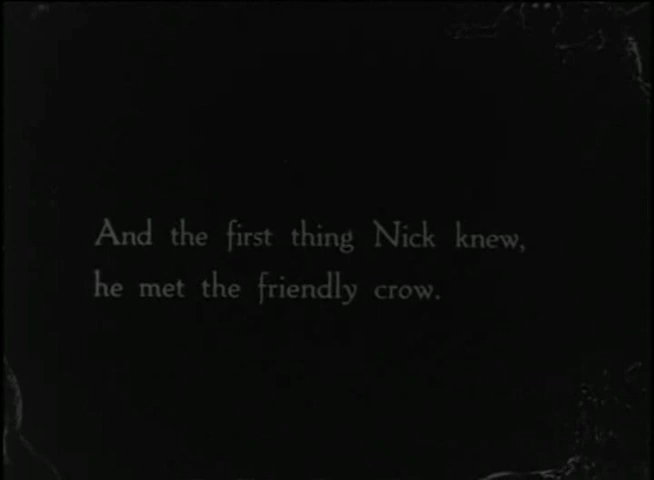 And the first thing Nick knew,
he met the friendly crow.